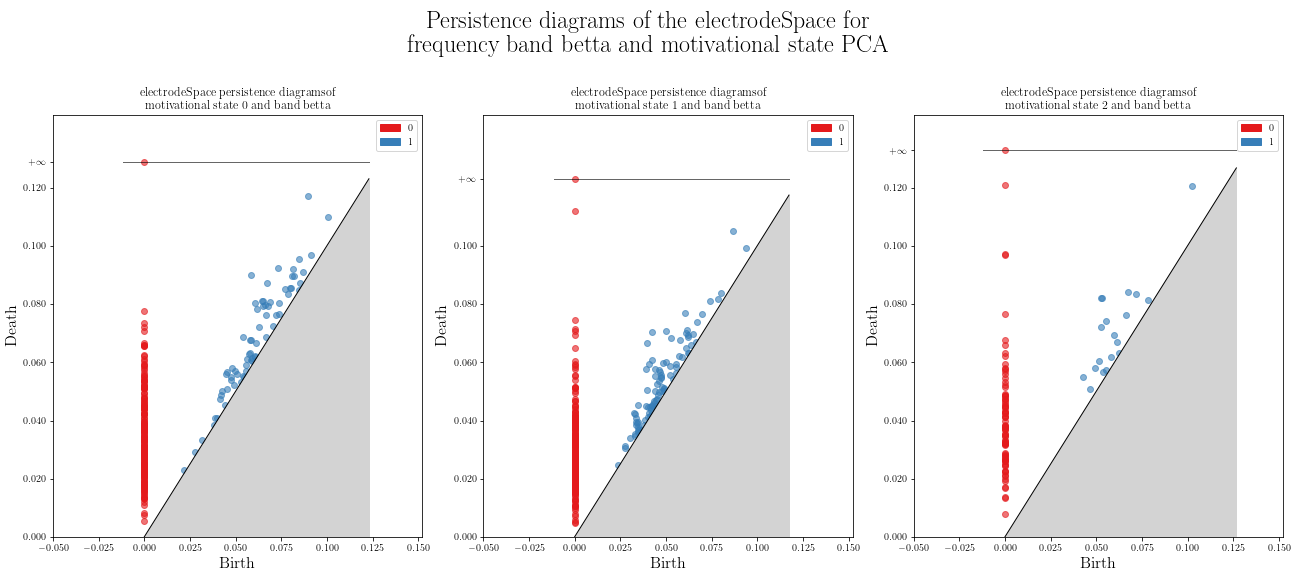 Persistence diagrams of the electrodeSpace for
frequency band betta and motivational state PCA
electrodeSpace persistence diagramsof
motivational state 0 and band betta
0
1
+∞
0.120
0.100
0.080
0.060
0.040
0.020
0.000
Death
−0.050 −0.025 0.000 0.025 0.050 0.075 0.100 0.125 0.150
Birth
electrodeSpace persistence diagramsof
motivational state 1 and band betta
0
1
+∞
0.100
0.080
0.060
0.040
0.020
0.000
Death
−0.050 −0.025 0.000 0.025 0.050 0.075 0.100 0.125 0.150
Birth
electrodeSpace persistence diagramsof
motivational state 2 and band betta
0
1
+∞
0.120
0.100
0.080
0.060
0.040
0.020
0.000
Death
−0.050 −0.025 0.000 0.025 0.050 0.075 0.100 0.125 0.150
Birth